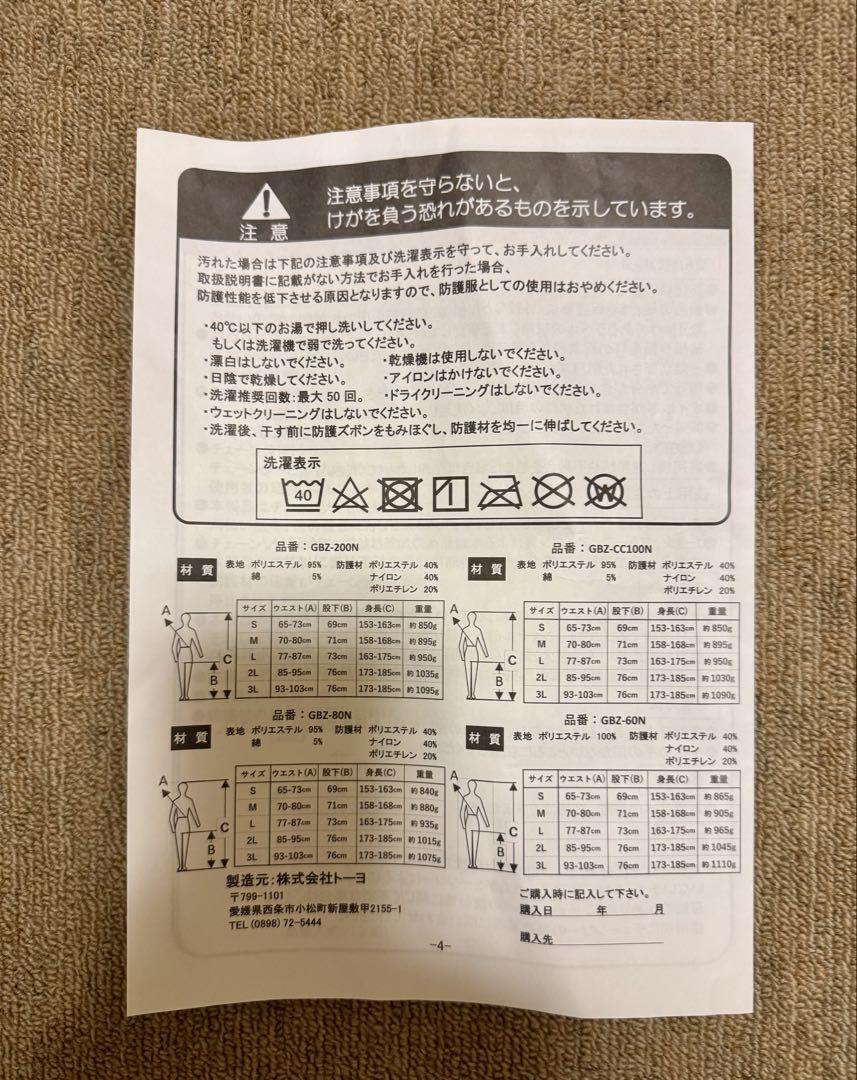 注意
注意事項を守らないと、
けがを負う恐れがあるものを示しています。
汚れた場合は下記の注意事項及び洗濯表示を守って、お手入れしてください。
取扱説明書に記載がない方法でお手入れを行った場合、
防護性能を低下させる原因となりますので、防護服としての使用はおやめください。
・40℃以下のお湯で押し洗いしてください。
もしくは洗濯機で弱で洗ってください。
・漂白はしないでください。 ・乾燥機は使用しないでください。
・日陰で乾燥してください。 ・アイロンはかけないでください。
・洗濯推奨回数:最大 50 回。 ・ドライクリーニングはしないでください。
・ウェットクリーニングはしないでください。
・洗濯後、干す前に防護ズボンをもみほぐし、防護材を均一に伸ばしてください。
洗濯表示
40 W
品番：GBZ-200N
材質 表地 ポリエステル 95% 防護材 ポリエステル 40%
綿 5% ナイロン 40%
ポリエチレン 20%
A B C
サイズ ウエスト(A) 股下(B) 身長(C) 重量
S 65-73cm 69cm 153-163cm 約850g
M 70-80cm 71cm 158-168cm 約895g
L 77-87cm 73cm 163-175cm 約950g
2L 85-95cm 76cm 173-185cm 約1035g
3L 93-103cm 76cm 173-185cm 約1095g
品番：GBZ-CC100N
材質 表地 ポリエステル 95% 防護材 ポリエステル 40%
綿 5% ナイロン 40%
ポリエチレン 20%
A B C
サイズ ウエスト(A) 股下(B) 身長(C) 重量
S 65-73cm 69cm 153-163cm 約850g
M 70-80cm 71cm 158-168cm 約895g
L 77-87cm 73cm 163-175cm 約950g
2L 85-95cm 76cm 173-185cm 約1030g
3L 93-103cm 76cm 173-185cm 約1090g
品番：GBZ-80N
材質 表地 ポリエステル 95% 防護材 ポリエステル 40%
綿 5% ナイロン 40%
ポリエチレン 20%
A B C
サイズ ウエスト(A) 股下(B) 身長(C) 重量
S 65-73cm 69cm 153-163cm 約840g
M 70-80cm 71cm 158-168cm 約880g
L 77-87cm 73cm 163-175cm 約935g
2L 85-95cm 76cm 173-185cm 約1015g
3L 93-103cm 76cm 173-185cm 約1075g
品番：GBZ-60N
材質 表地 ポリエステル 100% 防護材 ポリエステル 40%
ナイロン 40%
ポリエチレン 20%
A B C
サイズ ウエスト(A) 股下(B) 身長(C) 重量
S 65-73cm 69cm 153-163cm 約865g
M 70-80cm 71cm 158-168cm 約905g
L 77-87cm 73cm 163-175cm 約965g
2L 85-95cm 76cm 173-185cm 約1045g
3L 93-103cm 76cm 173-185cm 約1110g
製造元:株式会社トーヨ
〒799-1101
愛媛県西条市小松町新屋敷甲2155-1
TEL(0898)72-5444
ご購入時に記入して下さい。
購入日 年 月
購入先
-4-